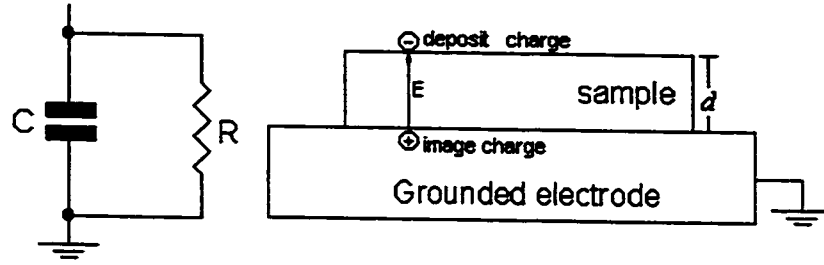 C
R
⊖ deposit charge
E
sample
d
⊕ image charge
Grounded electrode